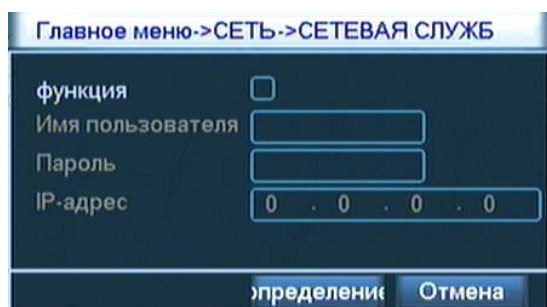 Главное меню->СЕТЬ->СЕТЕВАЯ СЛУЖБ
функция
Имя пользователя
Пароль
IP-адрес 0 . 0 . 0 . 0
определение Отмена